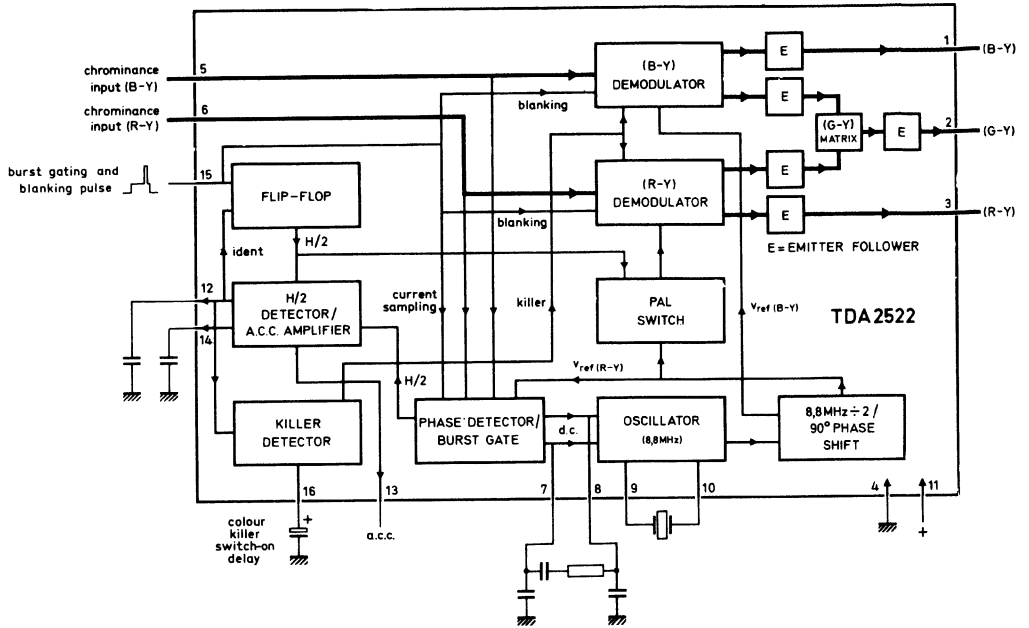 5
chrominance
input (B-Y)
6
chrominance
input (R-Y)
burst gating and
blanking pulse
15
FLIP-FLOP
H/2
ident
12
H/2
DETECTOR/
A.C.C. AMPLIFIER
14
KILLER
DETECTOR
16
colour
killer
switch-on
delay
+
13
a.c.c.
current
sampling
killer
H/2
PHASE DETECTOR/
BURST GATE
d.c.
7
8
OSCILLATOR
(8,8MHz)
9
10
8,8MHz÷2/
90° PHASE
SHIFT
4
11
+
Vref (R-Y)
Vref (B-Y)
PAL
SWITCH
TDA2522
blanking
(B-Y)
DEMODULATOR
blanking
(R-Y)
DEMODULATOR
E
E
E
E
E=EMITTER FOLLOWER
(G-Y)
MATRIX
E
1
(B-Y)
2
(G-Y)
3
(R-Y)